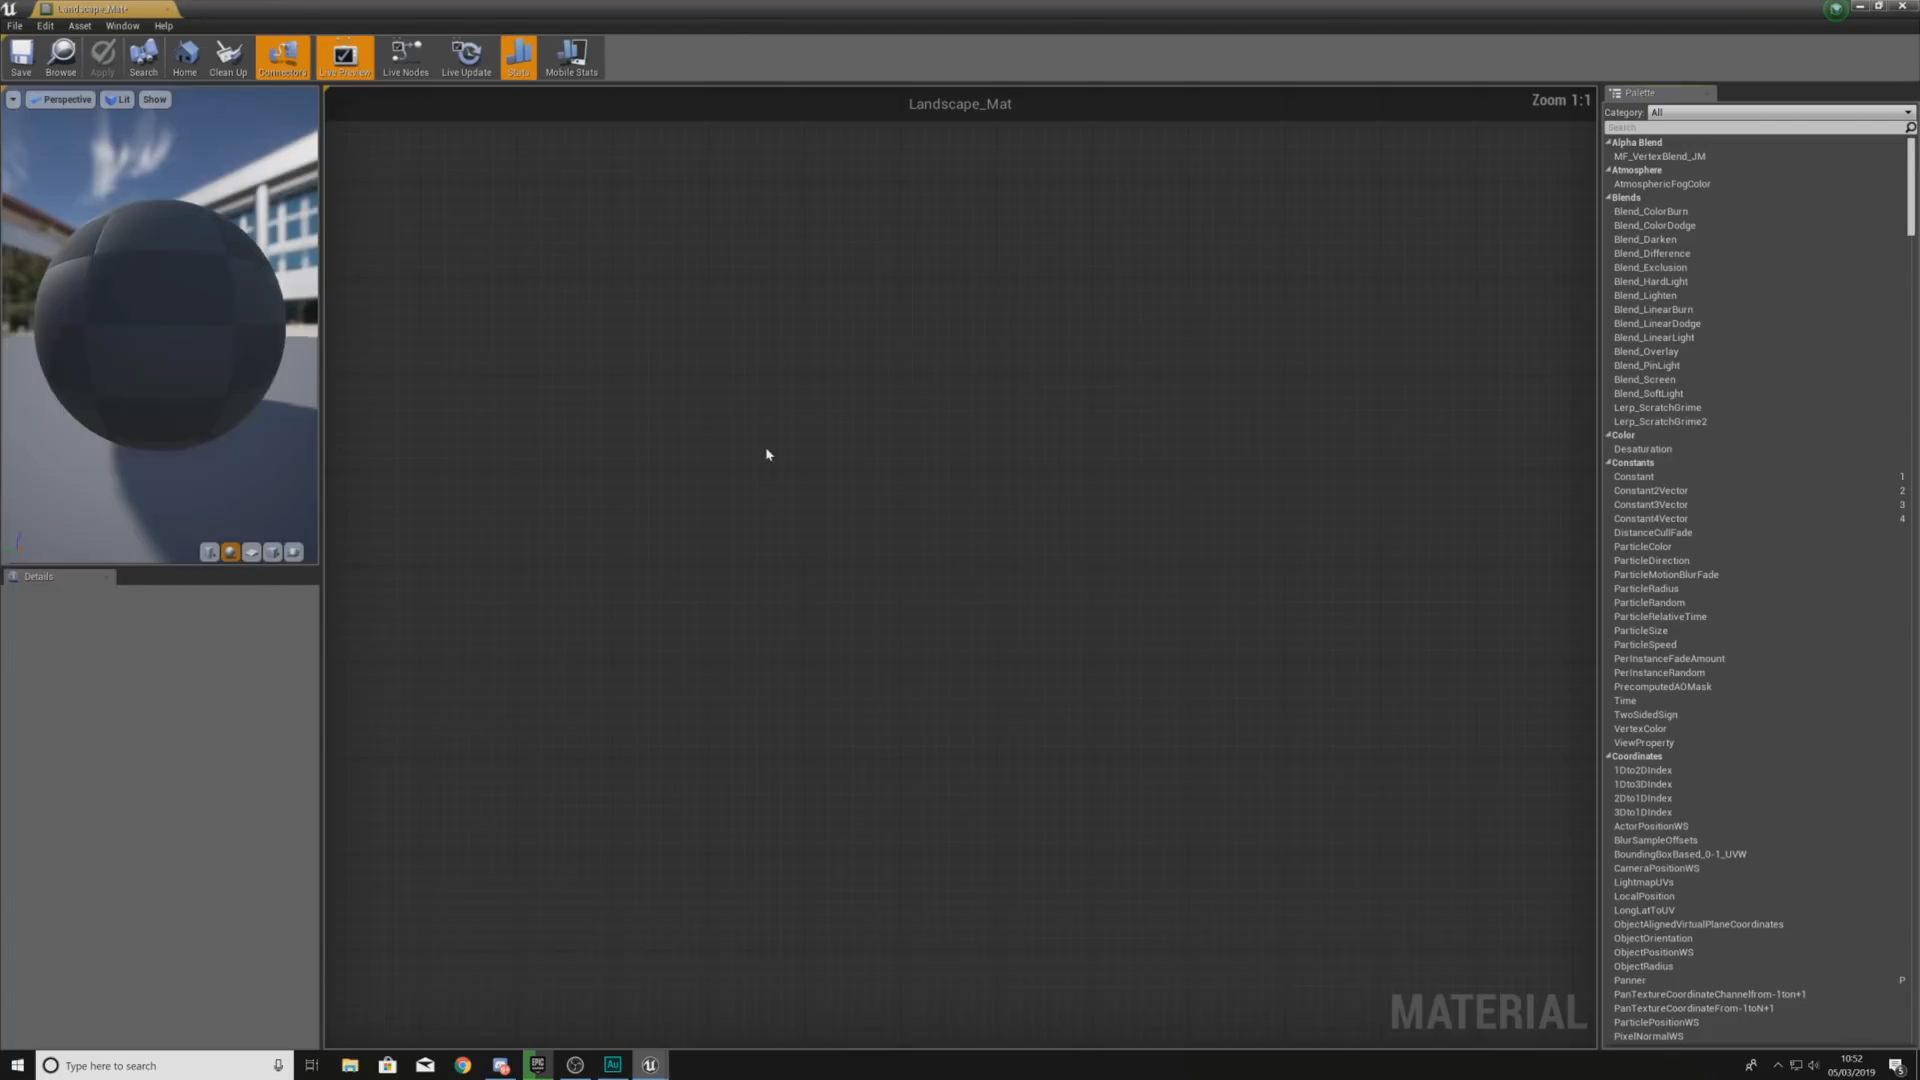 Landscape_Mat*
File Edit Asset Window Help
Save Browse Apply Search Home Clean Up Connectors Live Preview Live Nodes Live Update Stats Mobile Stats
Perspective Lit Show
Landscape_Mat
Zoom 1:1
Details
MATERIAL
Palette
Category: All
Search
Alpha Blend
MF_VertexBlend_JM
Atmosphere
AtmosphericFogColor
Blends
Blend_ColorBurn
Blend_ColorDodge
Blend_Darken
Blend_Difference
Blend_Exclusion
Blend_HardLight
Blend_Lighten
Blend_LinearBurn
Blend_LinearDodge
Blend_LinearLight
Blend_Overlay
Blend_PinLight
Blend_Screen
Blend_SoftLight
Lerp_ScratchGrime
Lerp_ScratchGrime2
Color
Desaturation
Constants
Constant 1
Constant2Vector 2
Constant3Vector 3
Constant4Vector 4
DistanceCullFade
ParticleColor
ParticleDirection
ParticleMotionBlurFade
ParticleRadius
ParticleRandom
ParticleRelativeTime
ParticleSize
ParticleSpeed
PerInstanceFadeAmount
PerInstanceRandom
PrecomputedAOMask
Time
TwoSidedSign
VertexColor
ViewProperty
Coordinates
1Dto2DIndex
1Dto3DIndex
2Dto1DIndex
3Dto1DIndex
ActorPositionWS
BlurSampleOffsets
BoundingBoxBased_0-1_UVW
CameraPositionWS
LightmapUVs
LocalPosition
LongLatToUV
ObjectAlignedVirtualPlaneCoordinates
ObjectOrientation
ObjectPositionWS
ObjectRadius
Panner P
PanTextureCoordinateChannelfrom-1ton+1
PanTextureCoordinateFrom-1toN+1
ParticlePositionWS
PixelNormalWS
Type here to search
EPIC
Au
10:52
05/03/2019
5